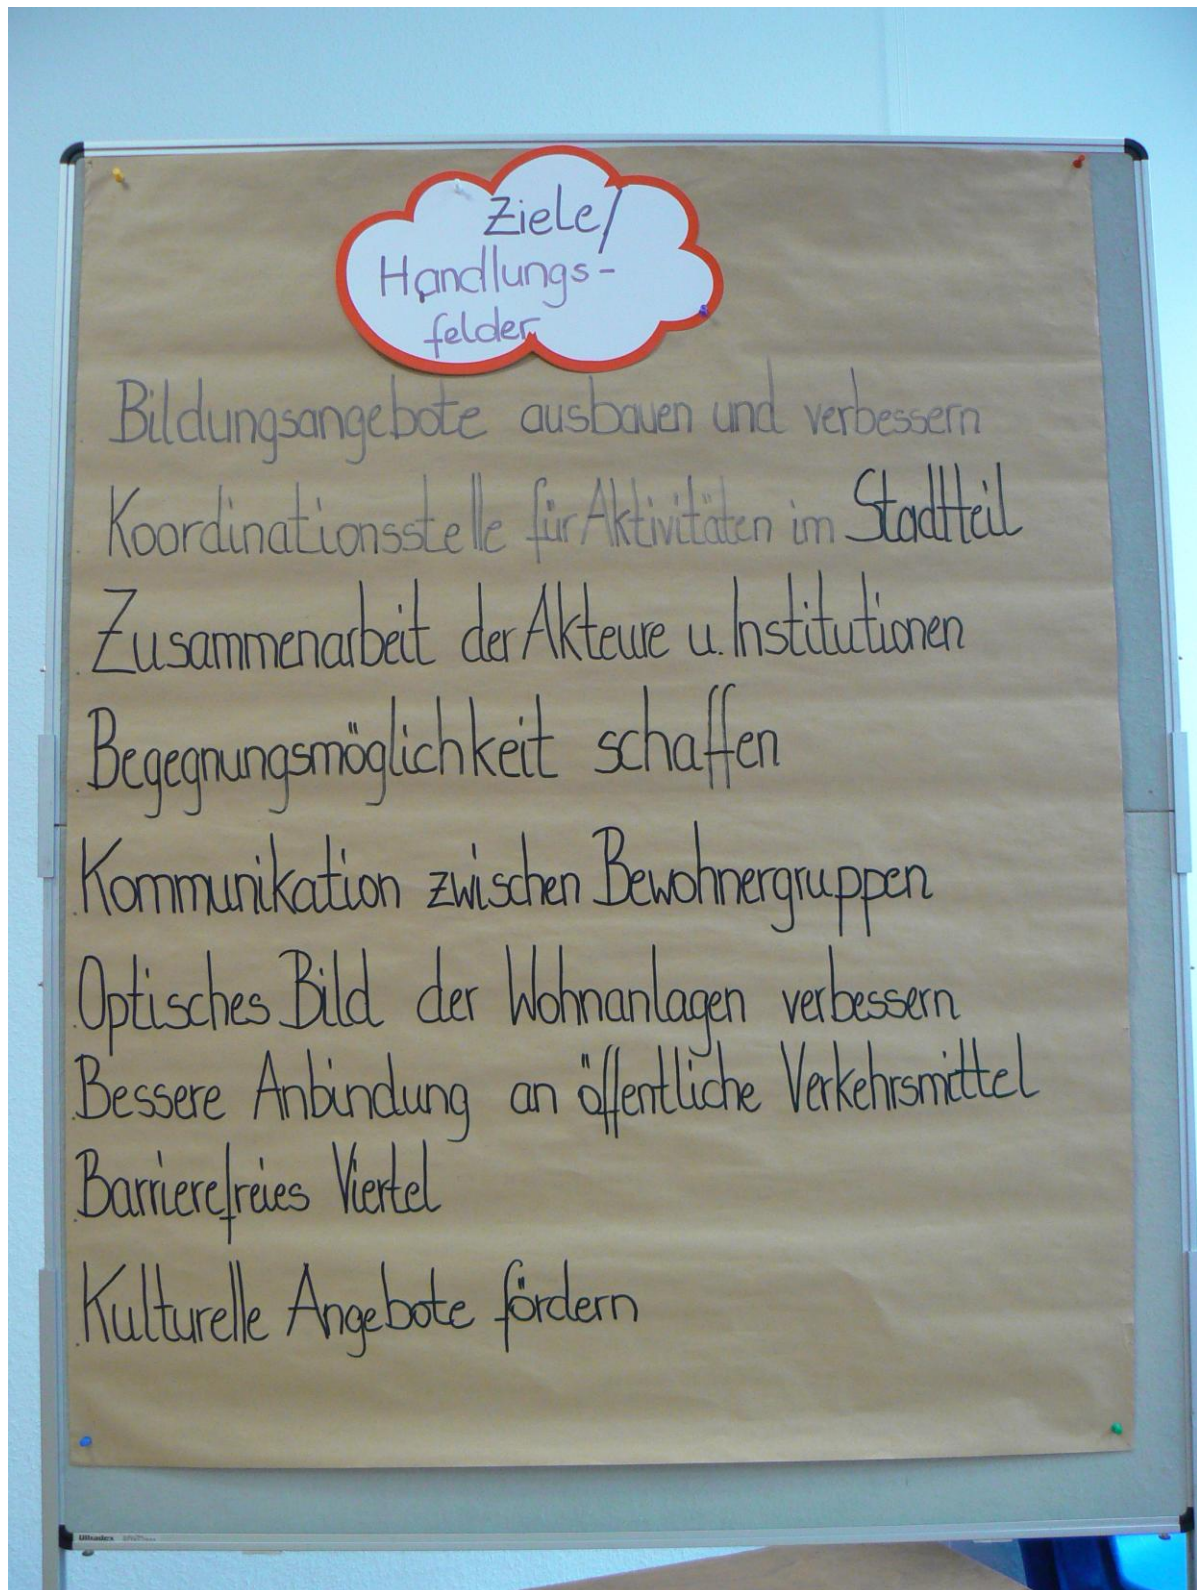 Ziele/
Handlungs-
felder
. Bildungsangebote ausbauen und verbessern
. Koordinationsstelle für Aktivitäten im Stadtteil
. Zusammenarbeit der Akteure u. Institutionen
. Begegnungsmöglichkeit schaffen
. Kommunikation zwischen Bewohnergruppen
. Optisches Bild der Wohnanlagen verbessern
. Bessere Anbindung an öffentliche Verkehrsmittel
. Barrierefreies Viertel
. Kulturelle Angebote fördern